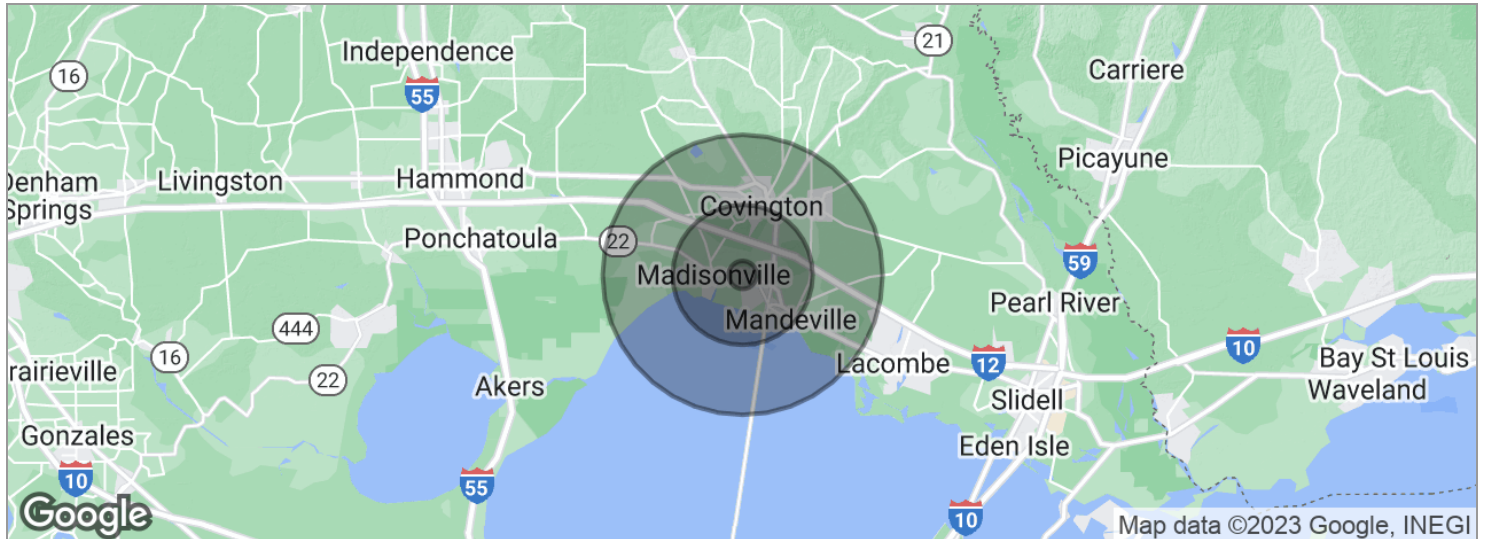 Independence
21
16
Carriere
55
Picayune
Denham
Springs
Livingston
Hammond
Covington
Ponchatoula
22
59
Madisonville
Pearl River
Mandeville
444
10
16
rairieville
22
Akers
Lacombe
12
Bay St Louis
Waveland
Slidell
Gonzales
Eden Isle
10
55
10
Google
Map data ©2023 Google, INEGI